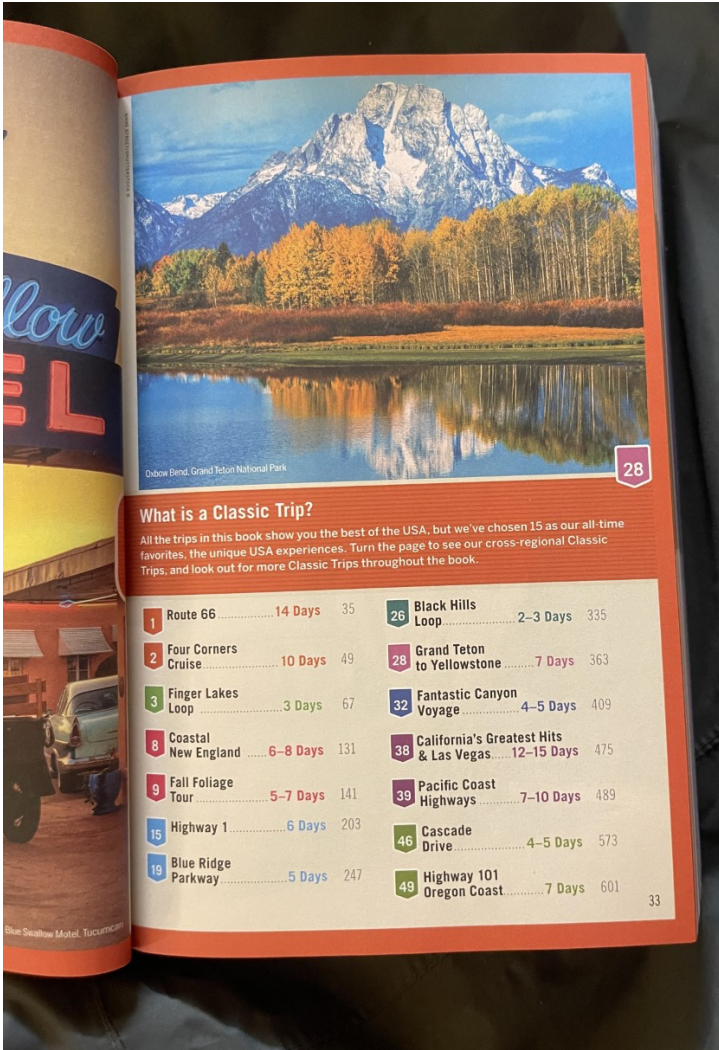 llow
EL
Blue Swallow Motel, Tucumcari
Oxbow Bend, Grand Teton National Park
28
What is a Classic Trip?
All the trips in this book show you the best of the USA, but we've chosen 15 as our all-time
favorites, the unique USA experiences. Turn the page to see our cross-regional Classic
Trips, and look out for more Classic Trips throughout the book.
1 Route 66 14 Days 35
2 Four Corners
Cruise 10 Days 49
3 Finger Lakes
Loop 3 Days 67
8 Coastal
New England 6–8 Days 131
9 Fall Foliage
Tour 5–7 Days 141
15 Highway 1 6 Days 203
19 Blue Ridge
Parkway 5 Days 247
26 Black Hills
Loop 2–3 Days 335
28 Grand Teton
to Yellowstone 7 Days 363
32 Fantastic Canyon
Voyage 4–5 Days 409
38 California's Greatest Hits
& Las Vegas 12–15 Days 475
39 Pacific Coast
Highways 7–10 Days 489
46 Cascade
Drive 4–5 Days 573
49 Highway 101
Oregon Coast 7 Days 601
33